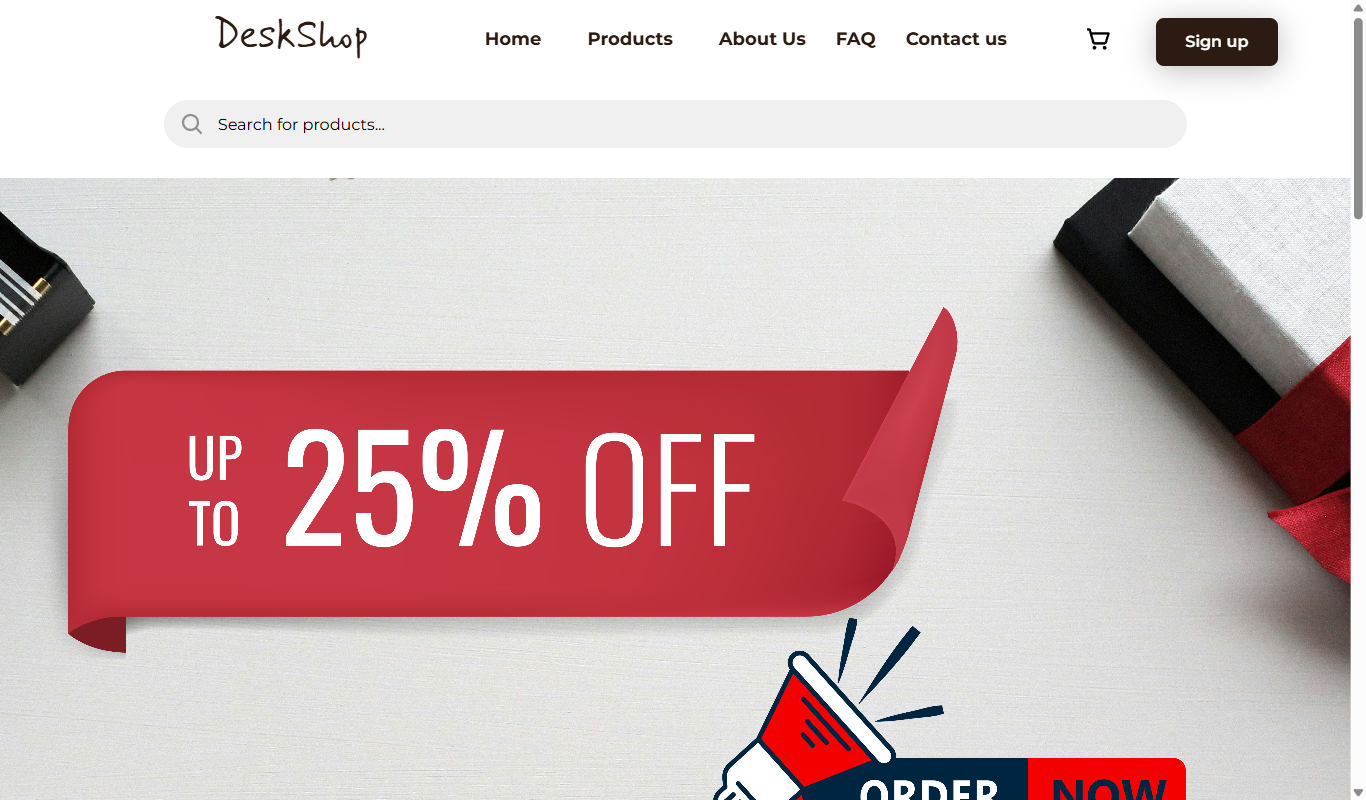 DeskShop
Home Products About Us FAQ Contact us
Sign up
Search for products...
UP TO 25% OFF
ORDER NOW